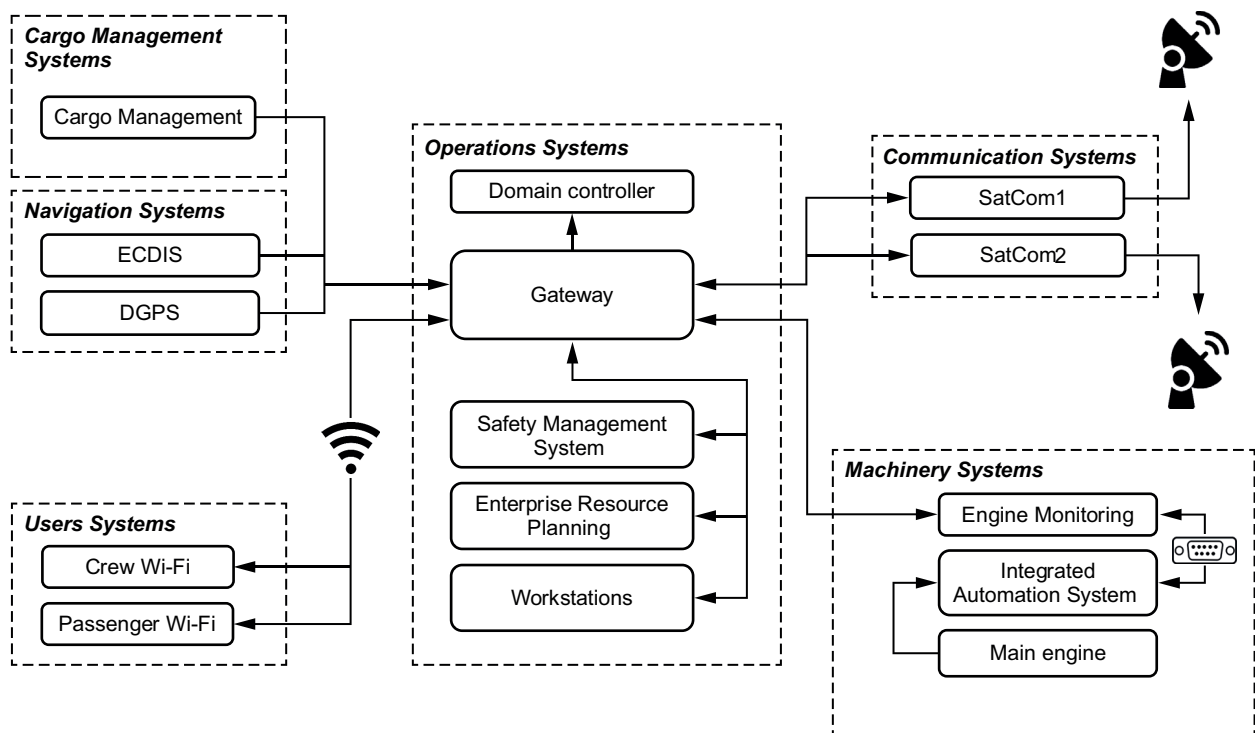 Cargo Management
Systems
Cargo Management
Navigation Systems
ECDIS
DGPS
Users Systems
Crew Wi-Fi
Passenger Wi-Fi
Operations Systems
Domain controller
Gateway
Safety Management
System
Enterprise Resource
Planning
Workstations
Communication Systems
SatCom1
SatCom2
Machinery Systems
Engine Monitoring
Integrated
Automation System
Main engine